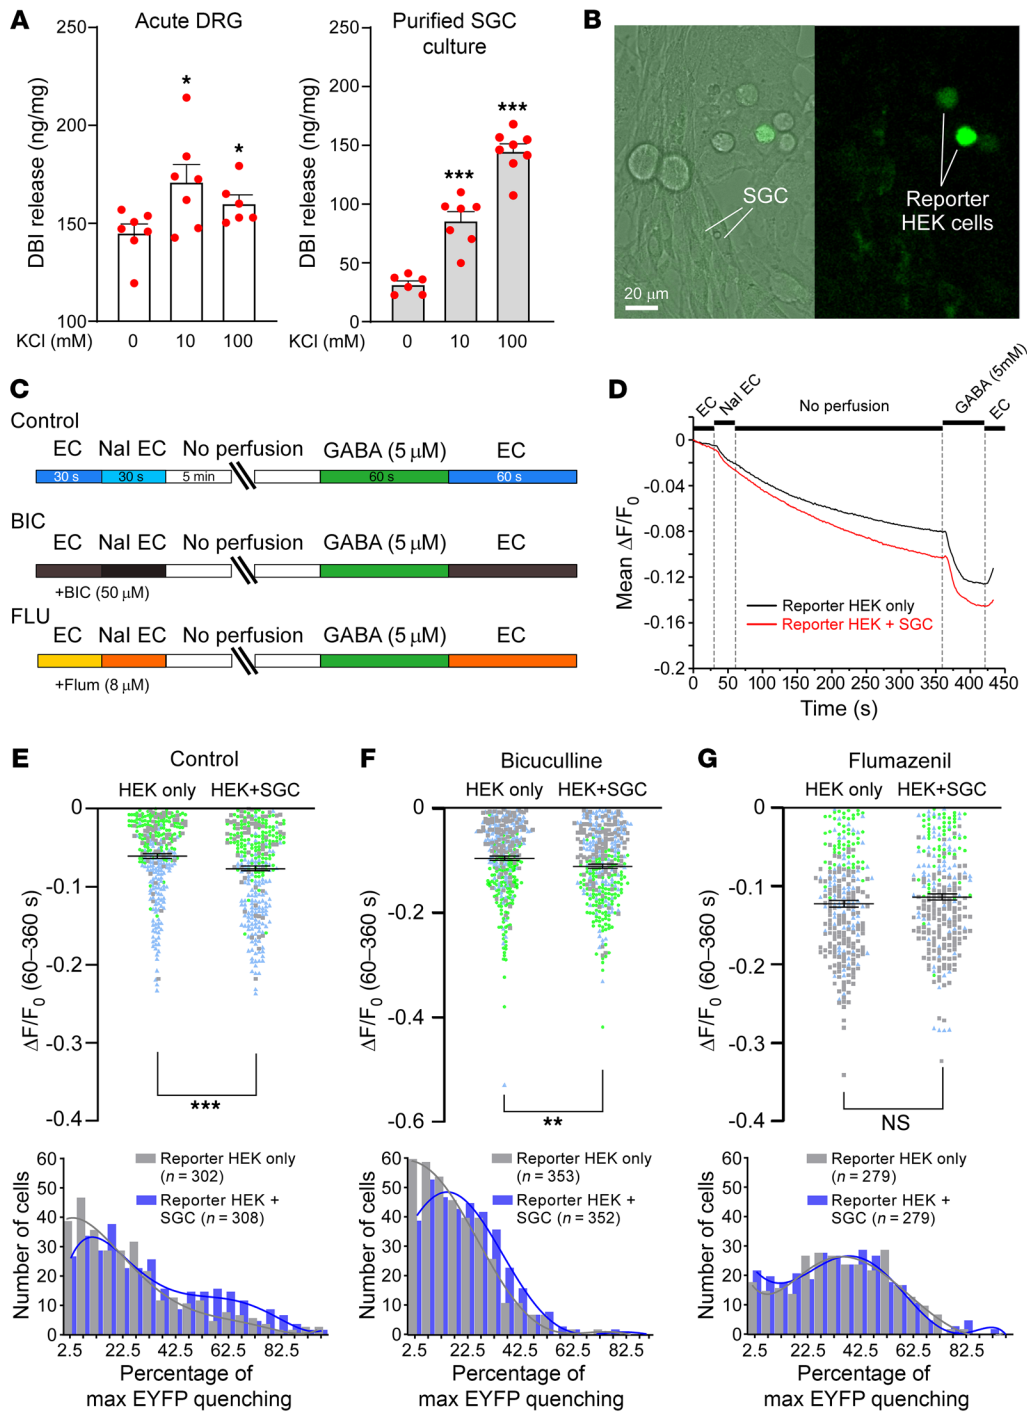 A
Acute DRG
DBI release (ng/mg)
250
200
150
100
*
*
KCl (mM)
0
10
100
Purified SGC
culture
DBI release (ng/mg)
250
200
150
100
50
0
***
***
KCl (mM)
0
10
100
B
SGC
20 μm
Reporter
HEK cells
C
Control
EC NaI EC No perfusion GABA (5 μM) EC
30 s 30 s 5 min 60 s 60 s
BIC
EC NaI EC No perfusion GABA (5 μM) EC
+BIC (50 μM)
FLU
EC NaI EC No perfusion GABA (5 μM) EC
+Flum (8 μM)
D
EC
NaI EC
No perfusion
GABA (5mM)
EC
Mean ΔF/F0
0
-0.04
-0.08
-0.12
-0.16
-0.2
Reporter HEK only
Reporter HEK + SGC
0 50 100 150 200 250 300 350 400 450
Time (s)
E
Control
HEK only HEK+SGC
ΔF/F0 (60–360 s)
0
-0.1
-0.2
-0.3
-0.4
***
Number of cells
60
50
40
30
20
10
0
Reporter HEK only
(n = 302)
Reporter HEK +
SGC (n = 308)
2.5 22.5 42.5 62.5 82.5
Percentage of
max EYFP quenching
F
Bicuculline
HEK only HEK+SGC
ΔF/F0 (60–360 s)
0
-0.2
-0.4
-0.6
**
Number of cells
60
50
40
30
20
10
0
Reporter HEK only
(n = 353)
Reporter HEK +
SGC (n = 352)
2.5 22.5 42.5 62.5 82.5
Percentage of
max EYFP quenching
G
Flumazenil
HEK only HEK+SGC
ΔF/F0 (60–360 s)
0
-0.1
-0.2
-0.3
-0.4
NS
Number of cells
60
50
40
30
20
10
0
Reporter HEK only
(n = 279)
Reporter HEK +
SGC (n = 279)
2.5 22.5 42.5 62.5 82.5
Percentage of
max EYFP quenching